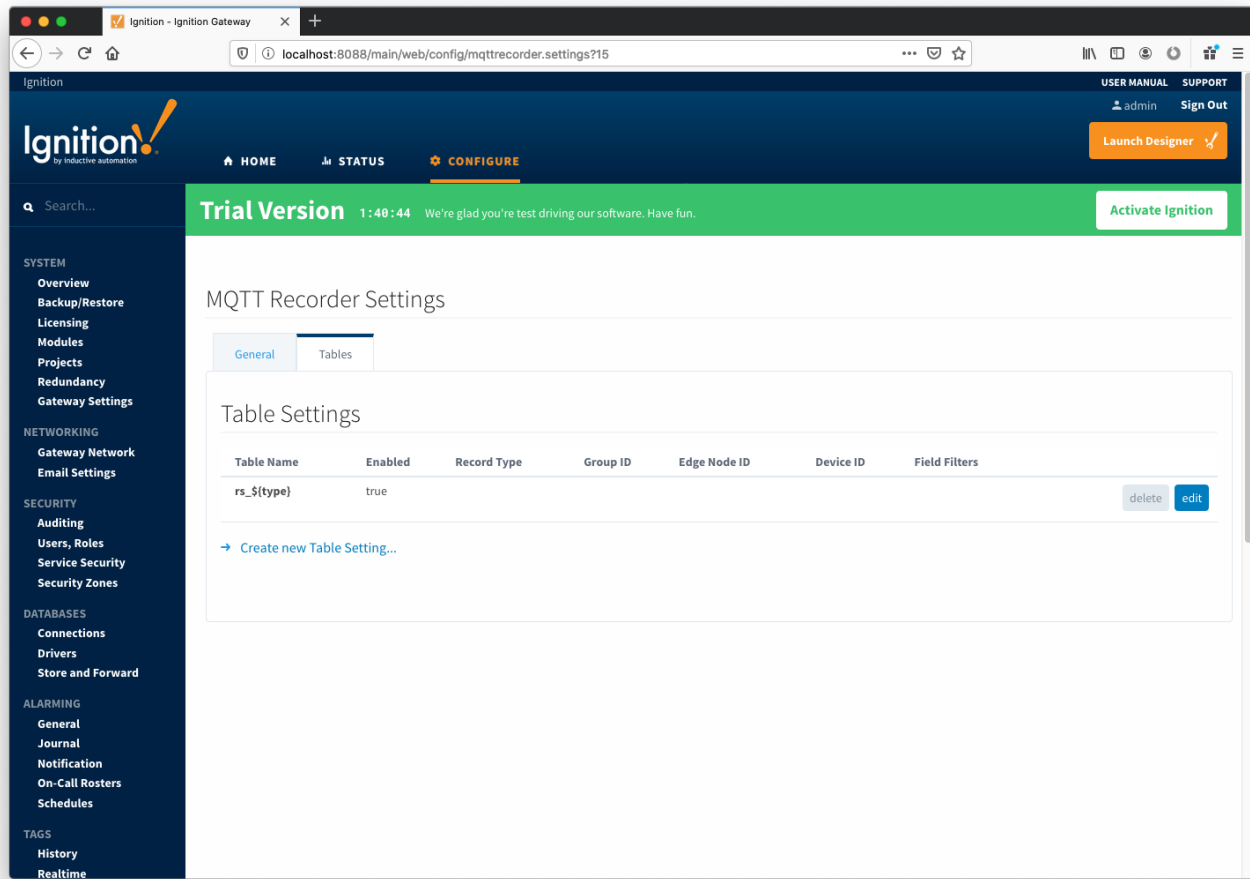 Ignition - Ignition Gateway
localhost:8088/main/web/config/mqttrecorder.settings?15
Ignition
USER MANUAL SUPPORT
admin Sign Out
Ignition!
by inductive automation
Launch Designer
HOME STATUS CONFIGURE
Search...
Trial Version 1:40:44 We're glad you're test driving our software. Have fun.
Activate Ignition
SYSTEM
Overview
Backup/Restore
Licensing
Modules
Projects
Redundancy
Gateway Settings
NETWORKING
Gateway Network
Email Settings
SECURITY
Auditing
Users, Roles
Service Security
Security Zones
DATABASES
Connections
Drivers
Store and Forward
ALARMING
General
Journal
Notification
On-Call Rosters
Schedules
TAGS
History
Realtime
MQTT Recorder Settings
General Tables
Table Settings
Table Name Enabled Record Type Group ID Edge Node ID Device ID Field Filters
rs_${type} true
delete edit
Create new Table Setting...